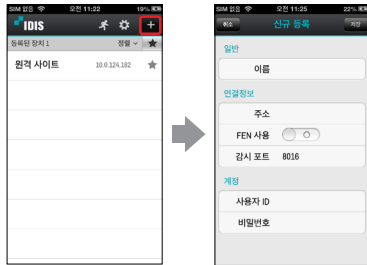 SIM 없음 오전 11:22 19%
IDIS
등록된 장치 1 정렬
원격 사이트 10.0.124.182
SIM 없음 오전 11:25 22%
취소 신규 등록 저장
일반
이름
연결정보
주소
FEN 사용
감시 포트 8016
계정
사용자 ID
비밀번호